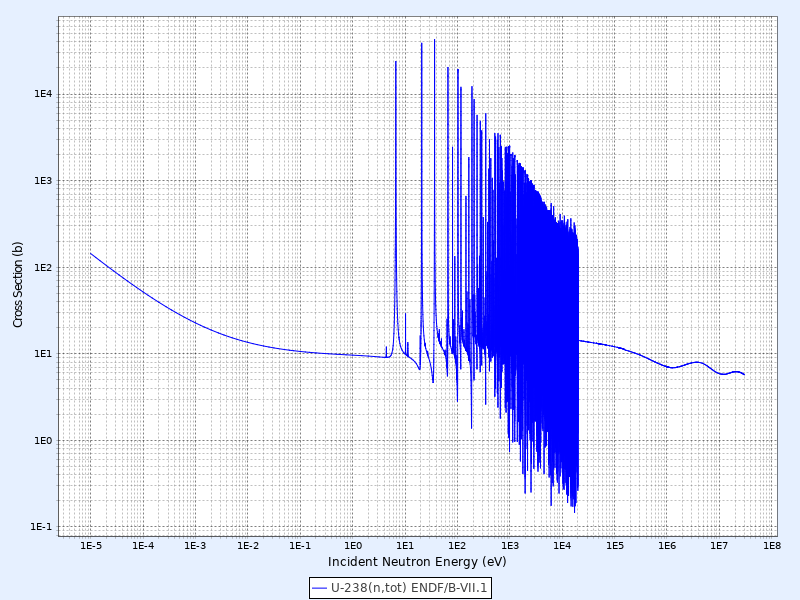 1E4
1E3
1E2
1E1
1E0
1E-1
Cross Section (b)
1E-5 1E-4 1E-3 1E-2 1E-1 1E0 1E1 1E2 1E3 1E4 1E5 1E6 1E7 1E8
Incident Neutron Energy (eV)
U-238(n,tot) ENDF/B-VII.1